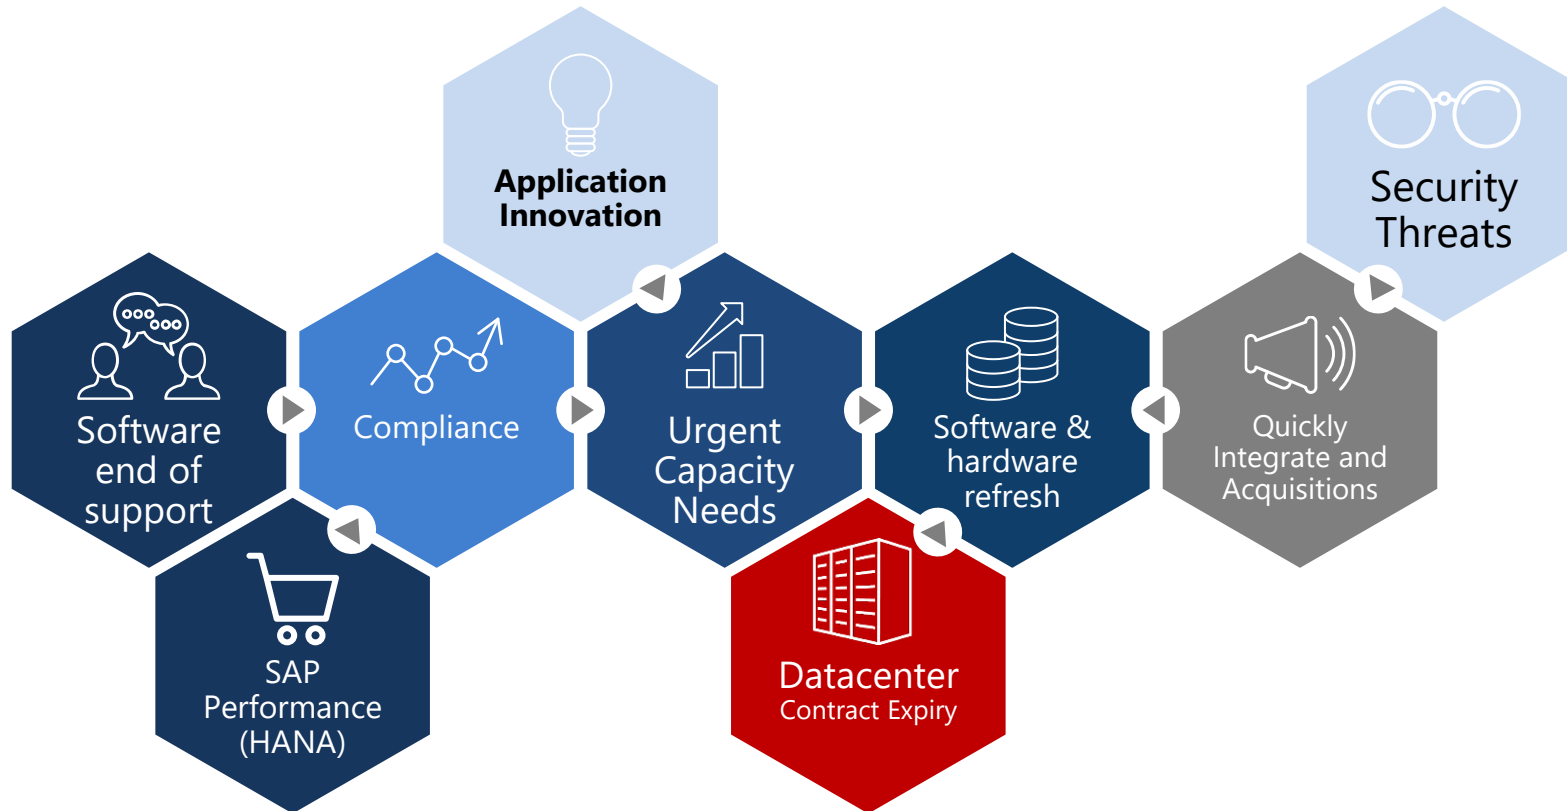 Application
Innovation
Security
Threats
Software
end of
support
Compliance
Urgent
Capacity
Needs
Software &
hardware
refresh
Quickly
Integrate and
Acquisitions
SAP
Performance
(HANA)
Datacenter
Contract Expiry